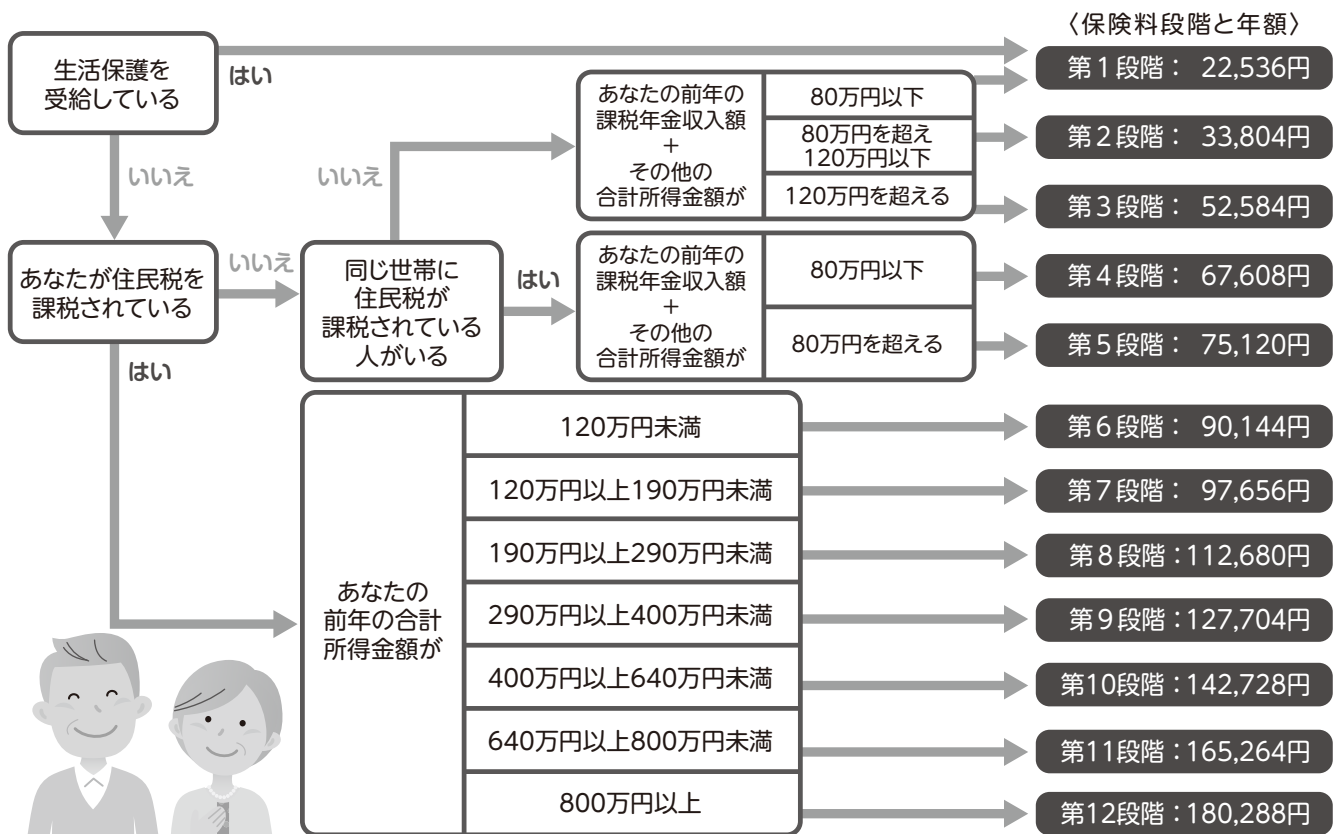 〈保険料段階と年額〉
生活保護を
受給している
はい
いいえ
あなたが住民税を
課税されている
いいえ
はい
同じ世帯に
住民税が
課税されている
人がいる
いいえ
はい
あなたの前年の
課税年金収入額
+
その他の
合計所得金額が
80万円以下
80万円を超え
120万円以下
120万円を超える
あなたの前年の
課税年金収入額
+
その他の
合計所得金額が
80万円以下
80万円を超える
あなたの
前年の合計
所得金額が
120万円未満
120万円以上190万円未満
190万円以上290万円未満
290万円以上400万円未満
400万円以上640万円未満
640万円以上800万円未満
800万円以上
第1段階： 22,536円
第2段階： 33,804円
第3段階： 52,584円
第4段階： 67,608円
第5段階： 75,120円
第6段階： 90,144円
第7段階： 97,656円
第8段階：112,680円
第9段階：127,704円
第10段階：142,728円
第11段階：165,264円
第12段階：180,288円